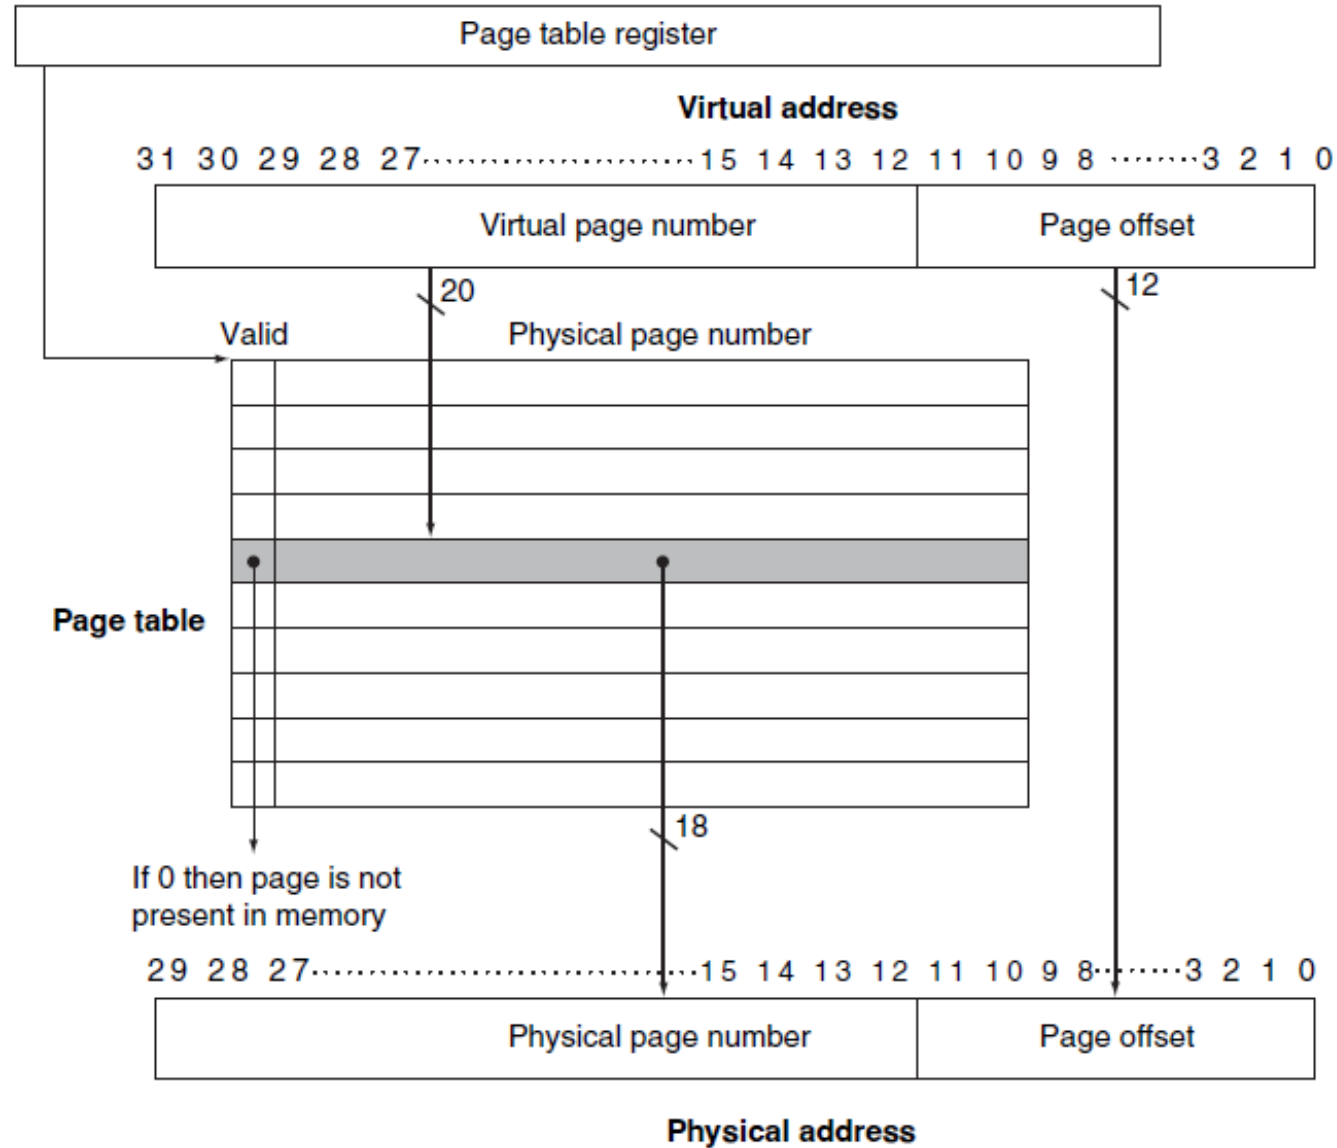 Page table register
Virtual address
31 30 29 28 27 ........................ 15 14 13 12 11 10 9 8 ........ 3 2 1 0
Virtual page number Page offset
20 12
Valid Physical page number
Page table
18
If 0 then page is not
present in memory
29 28 27 .................................. 15 14 13 12 11 10 9 8 ........ 3 2 1 0
Physical page number Page offset
Physical address